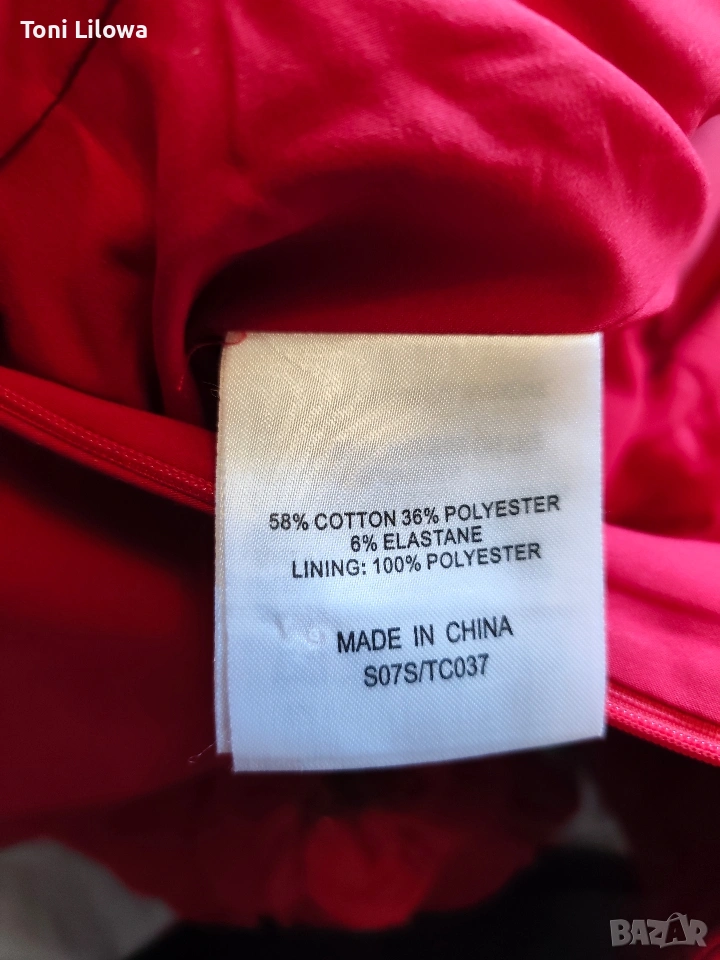 Toni Lilowa
58% COTTON 36% POLYESTER
6% ELASTANE
LINING: 100% POLYESTER
MADE IN CHINA
S07S/TC037
BAZAR